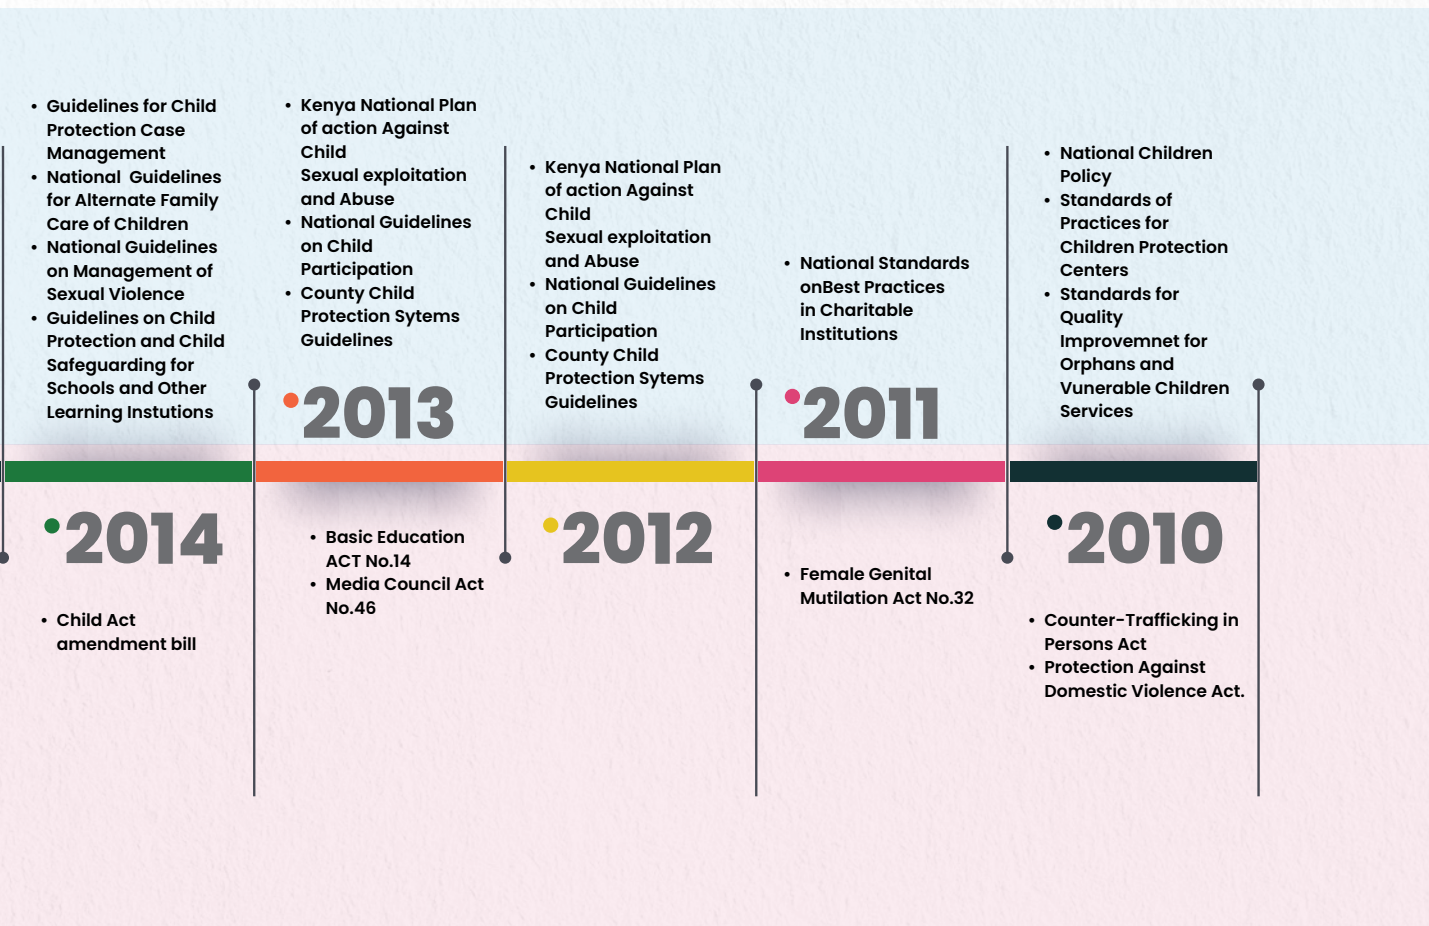 • Guidelines for Child
Protection Case
Management
• National  Guidelines
for Alternate Family
Care of Children
• National Guidelines
on Management of
Sexual Violence
• Guidelines on Child
Protection and Child
Safeguarding for
Schools and Other
Learning Instutions
2014
• Child Act
amendment bill
• Kenya National Plan
of action Against
Child
Sexual exploitation
and Abuse
• National Guidelines
on Child
Participation
• County Child
Protection Sytems
Guidelines
2013
• Basic Education
ACT No.14
• Media Council Act
No.46
• Kenya National Plan
of action Against
Child
Sexual exploitation
and Abuse
• National Guidelines
on Child
Participation
• County Child
Protection Sytems
Guidelines
2012
• National Standards
onBest Practices
in Charitable
Institutions
2011
• Female Genital
Mutilation Act No.32
• National Children
Policy
• Standards of
Practices for
Children Protection
Centers
• Standards for
Quality
Improvemnet for
Orphans and
Vunerable Children
Services
2010
• Counter-Trafficking in
Persons Act
• Protection Against
Domestic Violence Act.